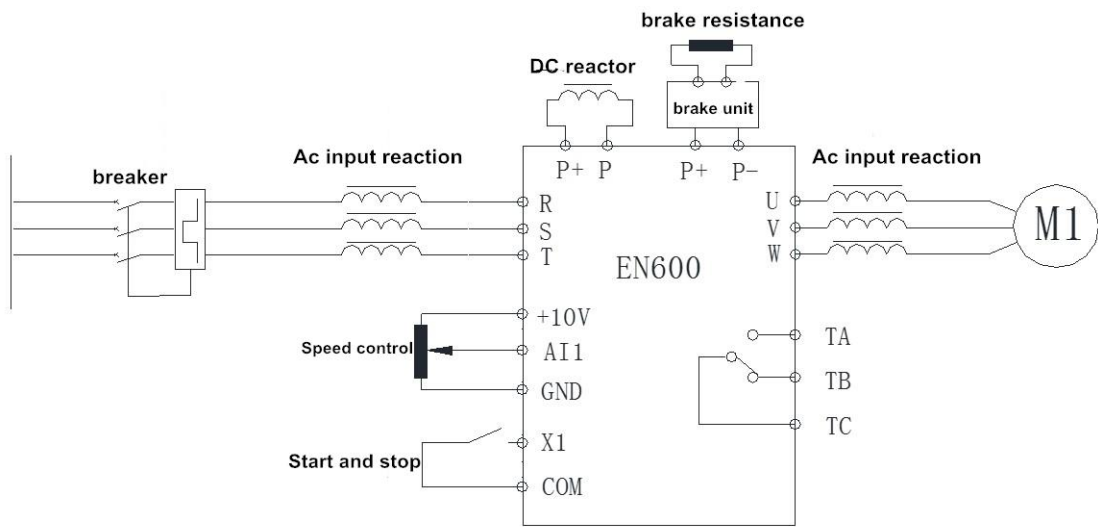 brake resistance
DC reactor
brake unit
Ac input reaction
P+ P
P+ P-
Ac input reaction
breaker
R
S
T
U
V
W
M1
EN600
+10V
Speed control
AI1
GND
TA
TB
TC
X1
Start and stop
COM